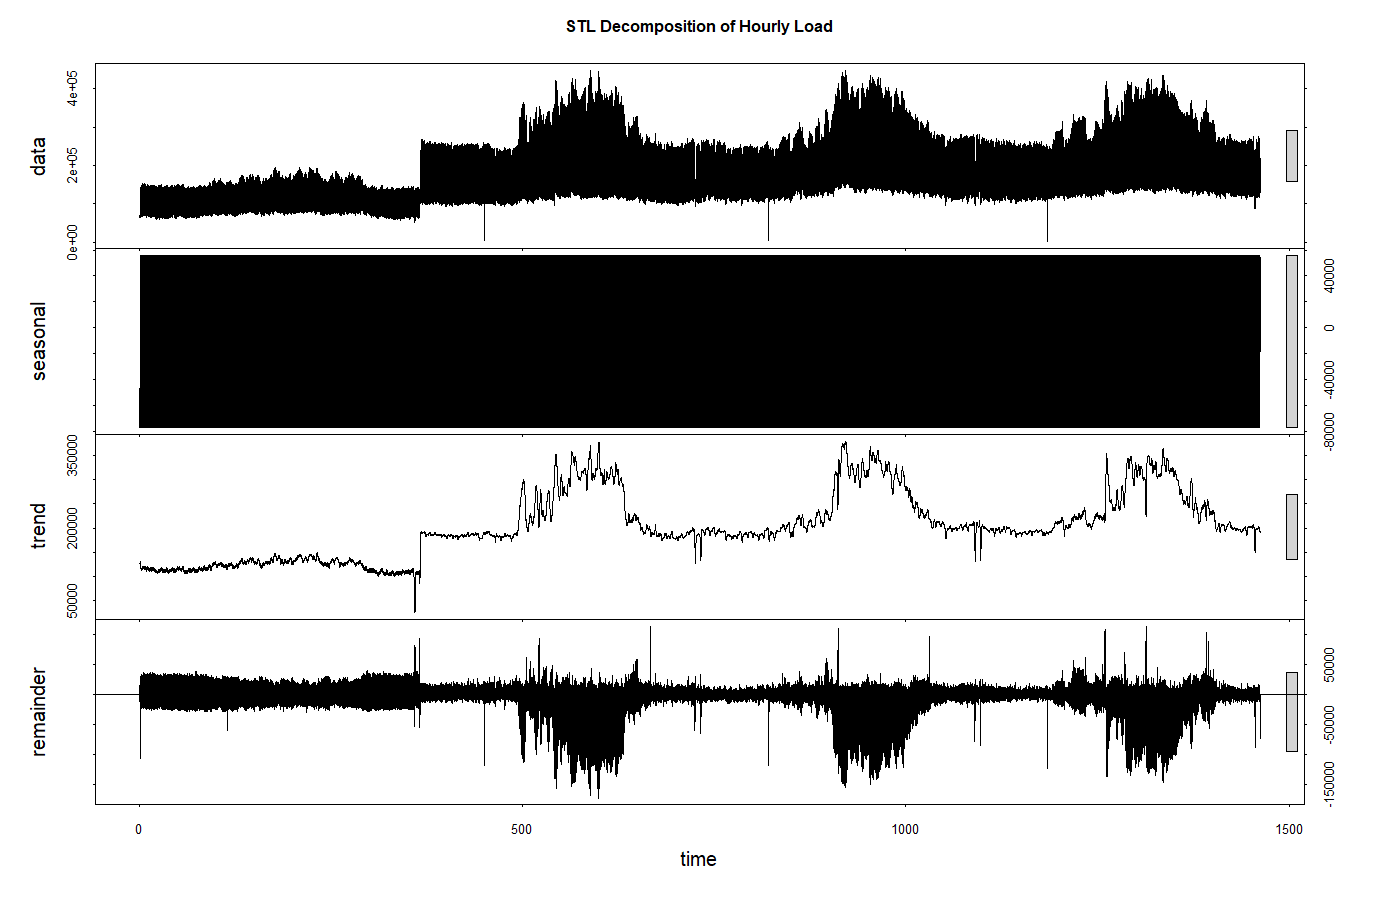 STL Decomposition of Hourly Load
data
0e+00
2e+05
4e+05
seasonal
-80000
-40000
0
40000
trend
50000
200000
350000
remainder
-150000
-50000
50000
0
500
1000
1500
time